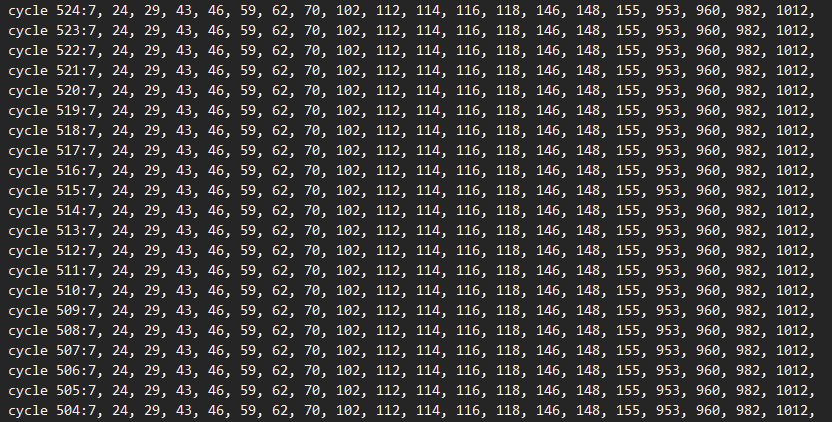 cycle 524:7, 24, 29, 43, 46, 59, 62, 70, 102, 112, 114, 116, 118, 146, 148, 155, 953, 960, 982, 1012,
cycle 523:7, 24, 29, 43, 46, 59, 62, 70, 102, 112, 114, 116, 118, 146, 148, 155, 953, 960, 982, 1012,
cycle 522:7, 24, 29, 43, 46, 59, 62, 70, 102, 112, 114, 116, 118, 146, 148, 155, 953, 960, 982, 1012,
cycle 521:7, 24, 29, 43, 46, 59, 62, 70, 102, 112, 114, 116, 118, 146, 148, 155, 953, 960, 982, 1012,
cycle 520:7, 24, 29, 43, 46, 59, 62, 70, 102, 112, 114, 116, 118, 146, 148, 155, 953, 960, 982, 1012,
cycle 519:7, 24, 29, 43, 46, 59, 62, 70, 102, 112, 114, 116, 118, 146, 148, 155, 953, 960, 982, 1012,
cycle 518:7, 24, 29, 43, 46, 59, 62, 70, 102, 112, 114, 116, 118, 146, 148, 155, 953, 960, 982, 1012,
cycle 517:7, 24, 29, 43, 46, 59, 62, 70, 102, 112, 114, 116, 118, 146, 148, 155, 953, 960, 982, 1012,
cycle 516:7, 24, 29, 43, 46, 59, 62, 70, 102, 112, 114, 116, 118, 146, 148, 155, 953, 960, 982, 1012,
cycle 515:7, 24, 29, 43, 46, 59, 62, 70, 102, 112, 114, 116, 118, 146, 148, 155, 953, 960, 982, 1012,
cycle 514:7, 24, 29, 43, 46, 59, 62, 70, 102, 112, 114, 116, 118, 146, 148, 155, 953, 960, 982, 1012,
cycle 513:7, 24, 29, 43, 46, 59, 62, 70, 102, 112, 114, 116, 118, 146, 148, 155, 953, 960, 982, 1012,
cycle 512:7, 24, 29, 43, 46, 59, 62, 70, 102, 112, 114, 116, 118, 146, 148, 155, 953, 960, 982, 1012,
cycle 511:7, 24, 29, 43, 46, 59, 62, 70, 102, 112, 114, 116, 118, 146, 148, 155, 953, 960, 982, 1012,
cycle 510:7, 24, 29, 43, 46, 59, 62, 70, 102, 112, 114, 116, 118, 146, 148, 155, 953, 960, 982, 1012,
cycle 509:7, 24, 29, 43, 46, 59, 62, 70, 102, 112, 114, 116, 118, 146, 148, 155, 953, 960, 982, 1012,
cycle 508:7, 24, 29, 43, 46, 59, 62, 70, 102, 112, 114, 116, 118, 146, 148, 155, 953, 960, 982, 1012,
cycle 507:7, 24, 29, 43, 46, 59, 62, 70, 102, 112, 114, 116, 118, 146, 148, 155, 953, 960, 982, 1012,
cycle 506:7, 24, 29, 43, 46, 59, 62, 70, 102, 112, 114, 116, 118, 146, 148, 155, 953, 960, 982, 1012,
cycle 505:7, 24, 29, 43, 46, 59, 62, 70, 102, 112, 114, 116, 118, 146, 148, 155, 953, 960, 982, 1012,
cycle 504:7, 24, 29, 43, 46, 59, 62, 70, 102, 112, 114, 116, 118, 146, 148, 155, 953, 960, 982, 1012,